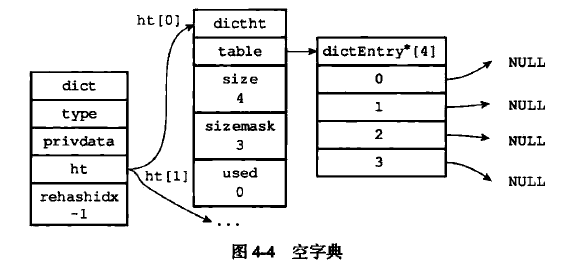 ht[0]
dictht
table
size
4
sizemask
3
used
0
dictEntry*[4]
0
1
2
3
NULL
NULL
NULL
NULL
dict
type
privdata
ht
rehashidx
-1
ht[1]
...
图4-4 空字典